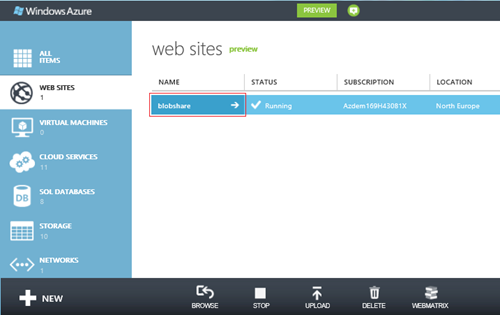 Windows Azure
PREVIEW
ALL
ITEMS
WEB SITES
1
VIRTUAL MACHINES
0
CLOUD SERVICES
11
SQL DATABASES
8
STORAGE
10
NETWORKS
1
web sites preview
NAME STATUS SUBSCRIPTION LOCATION
blobshare Running Azdem169H43081X North Europe
NEW
BROWSE
STOP
UPLOAD
DELETE
WEBMATRIX